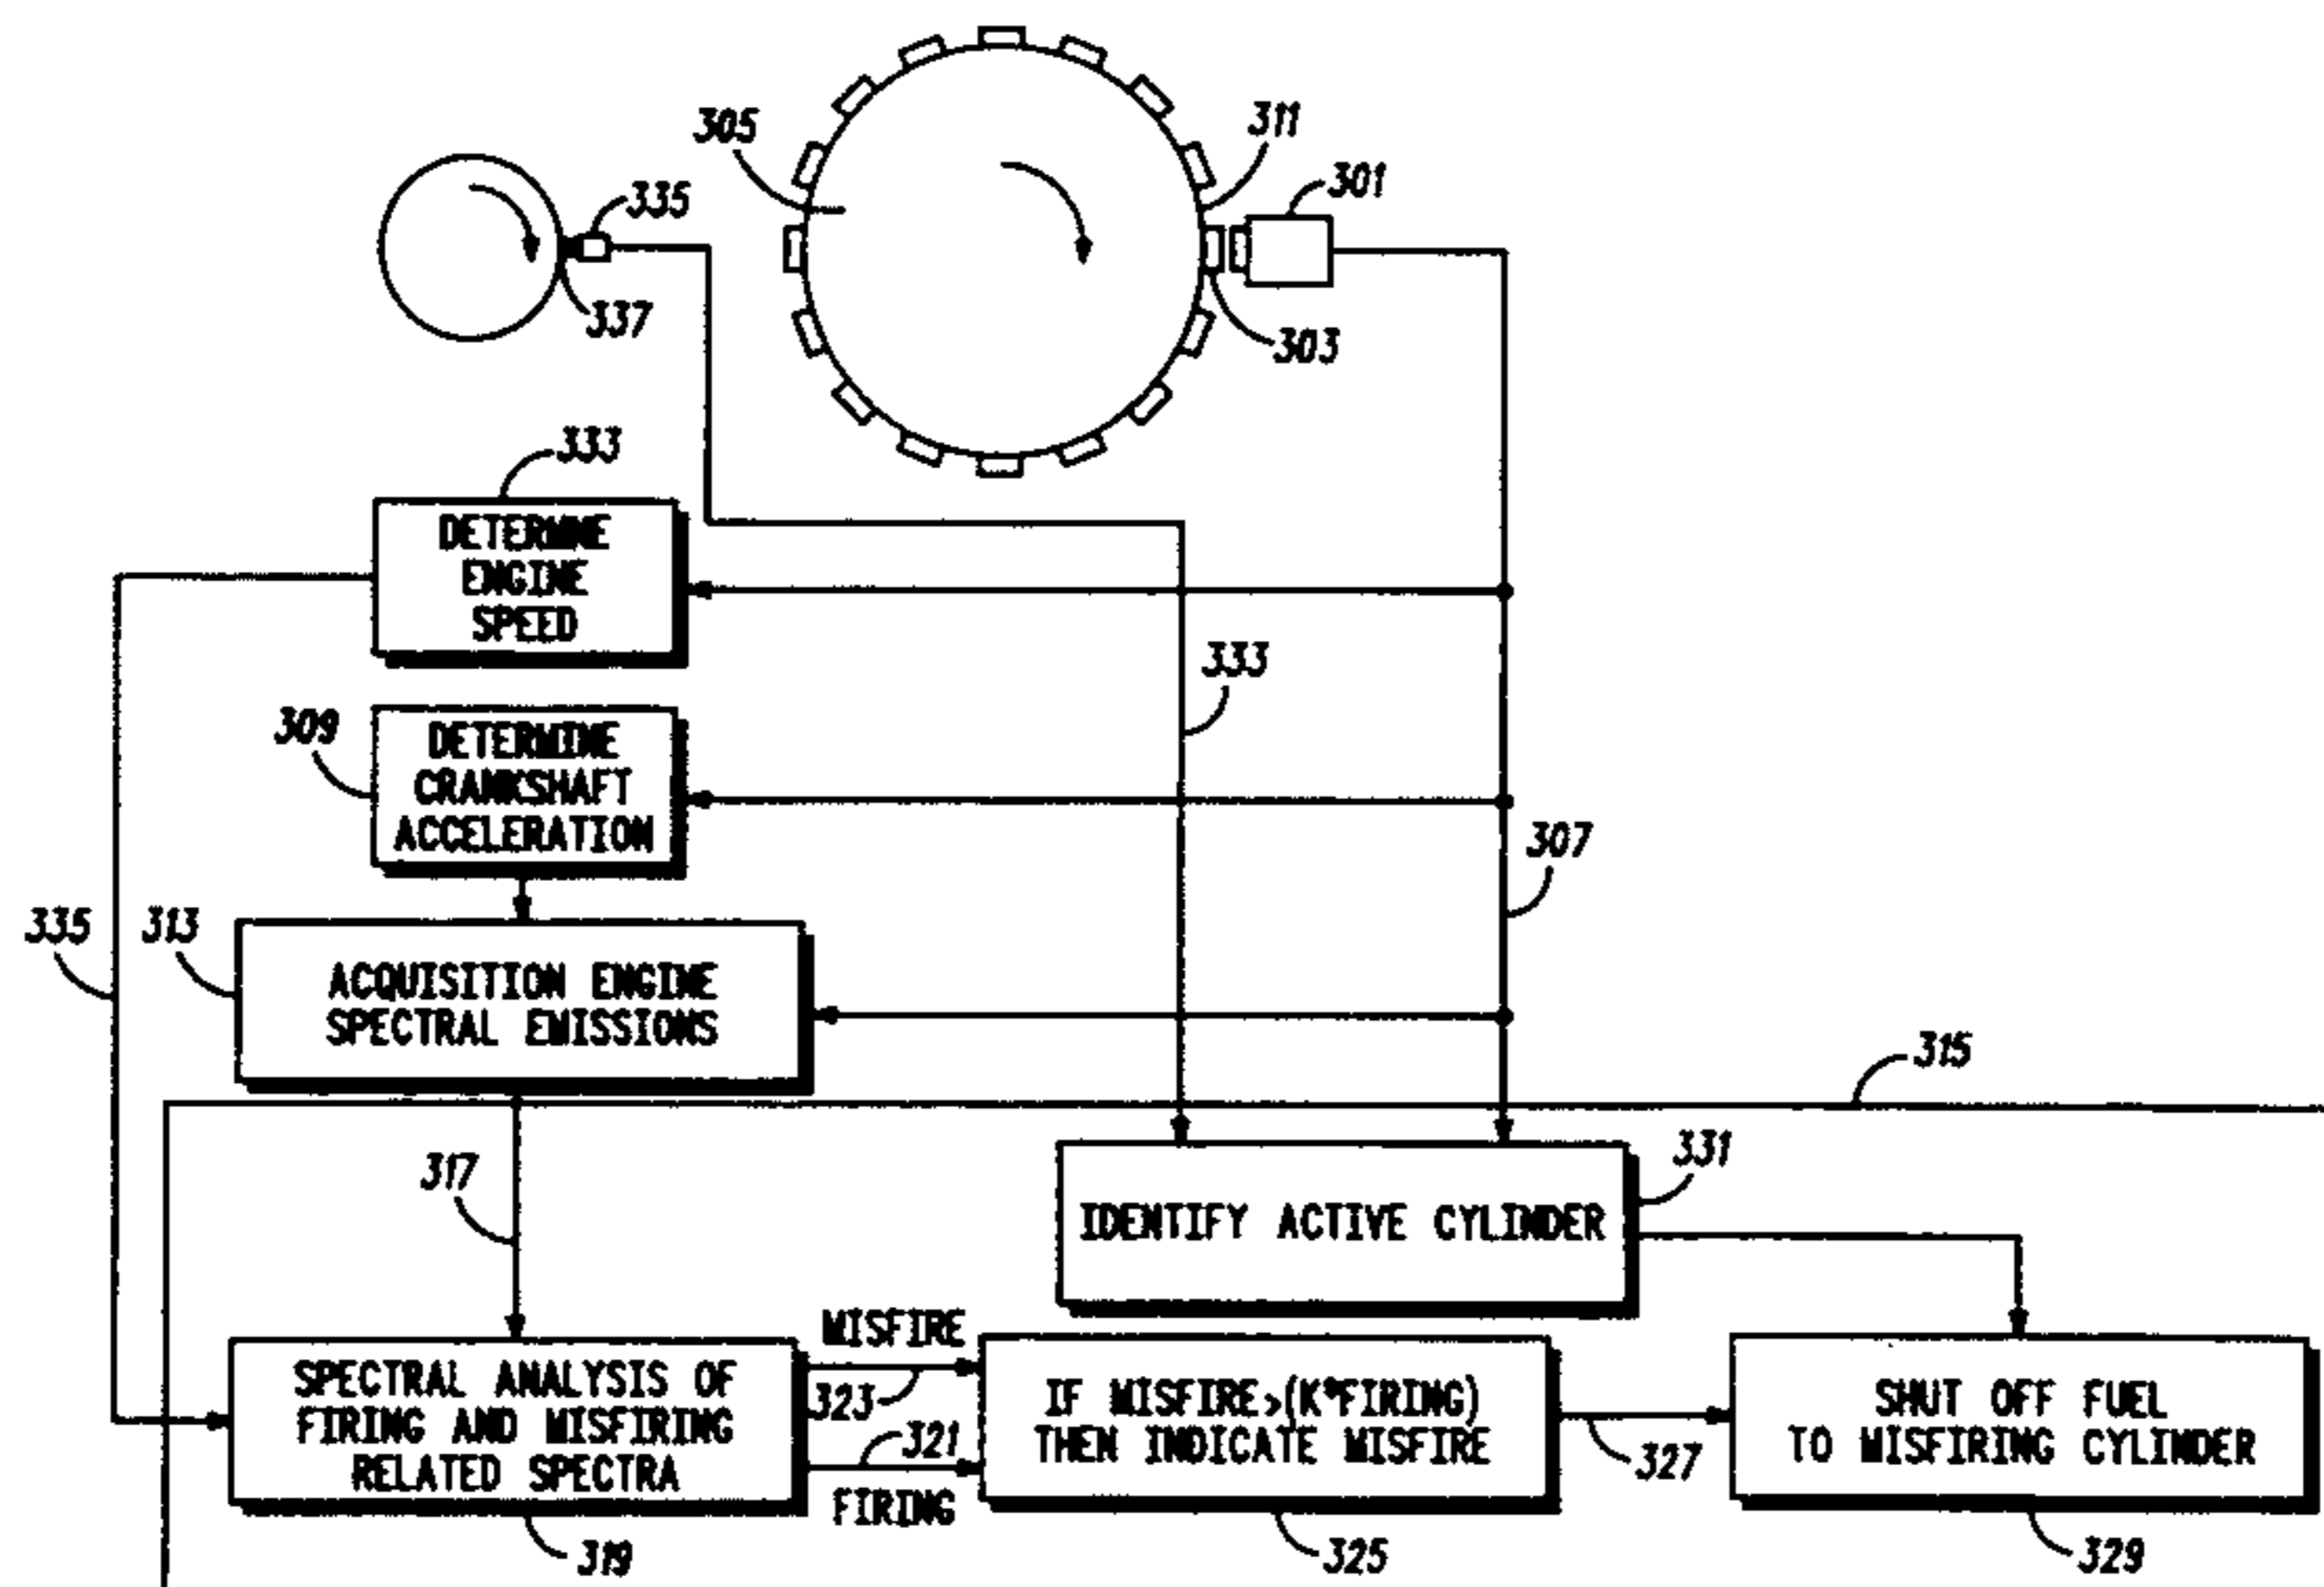 305
311
301
335
337
303
333
DETERMINE
ENGINE
SPEED
333
309
DETERMINE
CRANKSHAFT
ACCELERATION
307
335
313
ACQUISITION ENGINE
SPECTRAL EMISSIONS
315
317
331
IDENTIFY ACTIVE CYLINDER
MISFIRE
323
321
FIRING
SPECTRAL ANALYSIS OF
FIRING AND MISFIRING
RELATED SPECTRA
IF MISFIRE>(K*FIRING)
THEN INDICATE MISFIRE
327
SHUT OFF FUEL
TO MISFIRING CYLINDER
319
325
329